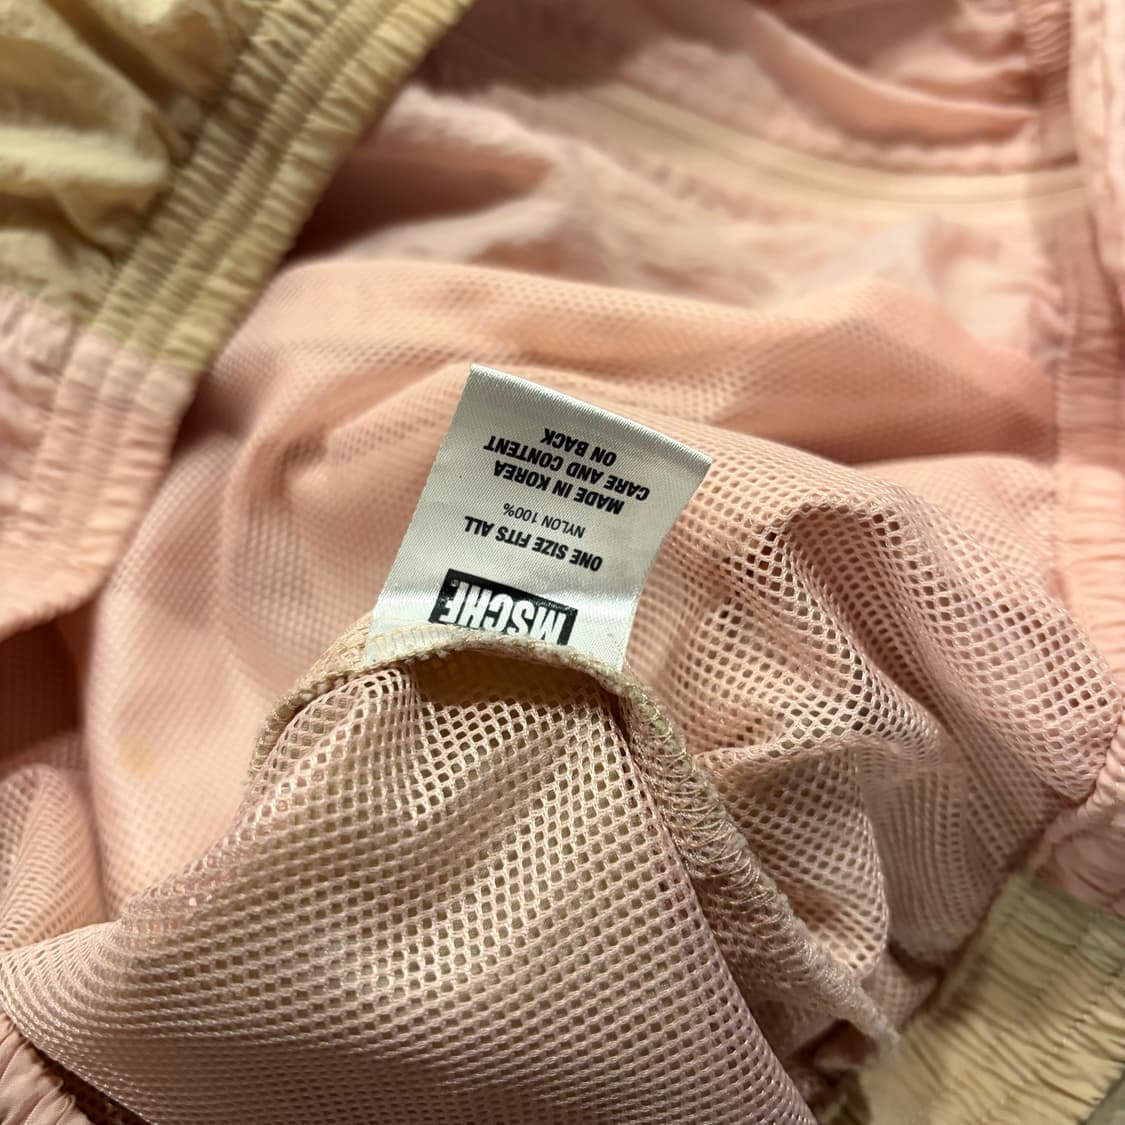 MSCHF®
ONE SIZE FITS ALL
NYLON 100%
MADE IN KOREA
CARE AND CONTENT
ON BACK